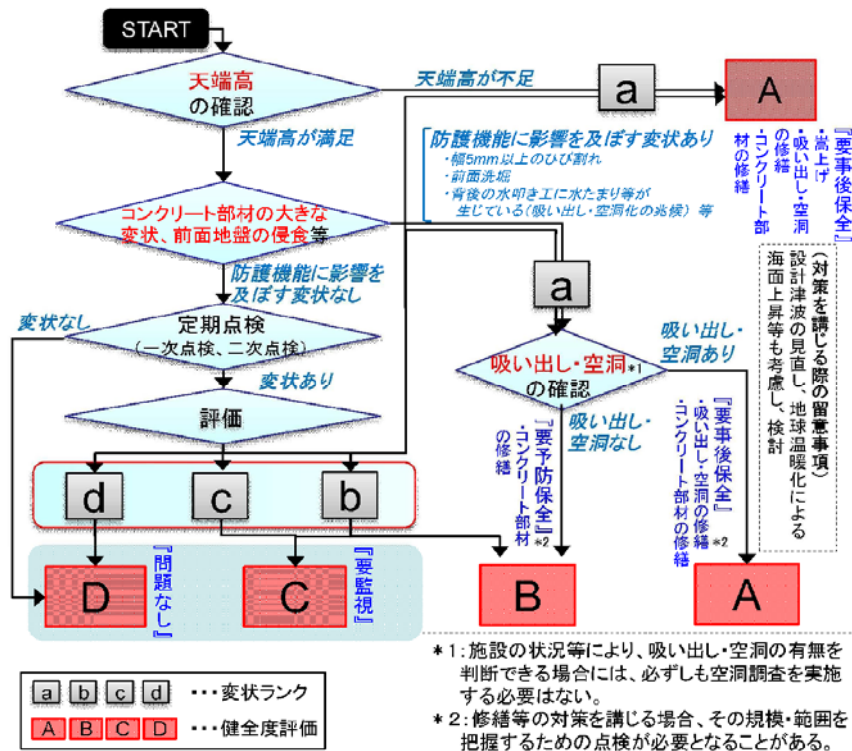 START
天端高
の確認
天端高が不足
a
A
天端高が満足
防護機能に影響を及ぼす変状あり
・幅5mm以上のひび割れ
・前面洗堀
・背後の水叩き工に水たまり等が
生じている(吸い出し・空洞化の兆候) 等
『要事後保全』
・嵩上げ
・吸い出し・空洞
の修繕
・コンクリート部
材の修繕
コンクリート部材の大きな
変状、前面地盤の侵食等
防護機能に影響を
及ぼす変状なし
a
(対策を講じる際の留意事項)
設計津波の見直し、地球温暖化による
海面上昇等も考慮し、検討
変状なし
定期点検
(一次点検、二次点検)
変状あり
吸い出し・空洞*1
の確認
吸い出し・
空洞あり
評価
吸い出し・
空洞なし
『要予防保全』
・コンクリート部材
の修繕*2
『要事後保全』
・吸い出し・空洞の修繕*2
・コンクリート部材の修繕
d
c
b
D
『問題なし』
C
『要監視』
B
A
*1:施設の状況等により、吸い出し・空洞の有無を
判断できる場合には、必ずしも空洞調査を実施
する必要はない。
*2:修繕等の対策を講じる場合、その規模・範囲を
把握するための点検が必要となることがある。
a b c d ・・・変状ランク
A B C D ・・・健全度評価